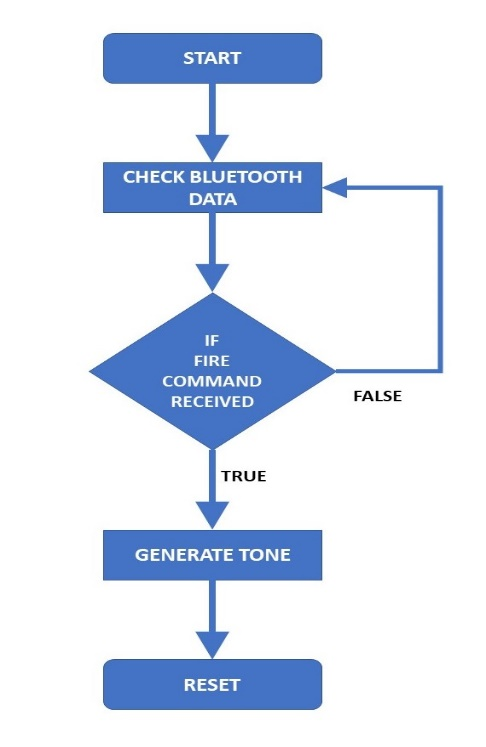 START
CHECK BLUETOOTH
DATA
IF
FIRE
COMMAND
RECEIVED
FALSE
TRUE
GENERATE TONE
RESET